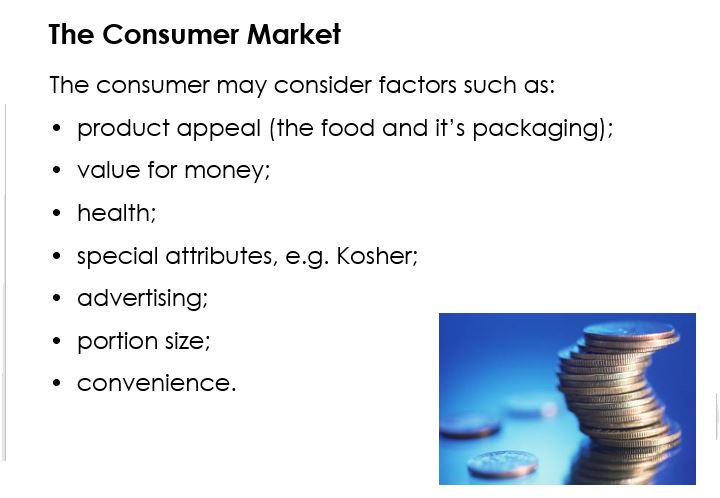 The Consumer Market
The consumer may consider factors such as:
• product appeal (the food and it’s packaging);
• value for money;
• health;
• special attributes, e.g. Kosher;
• advertising;
• portion size;
• convenience.